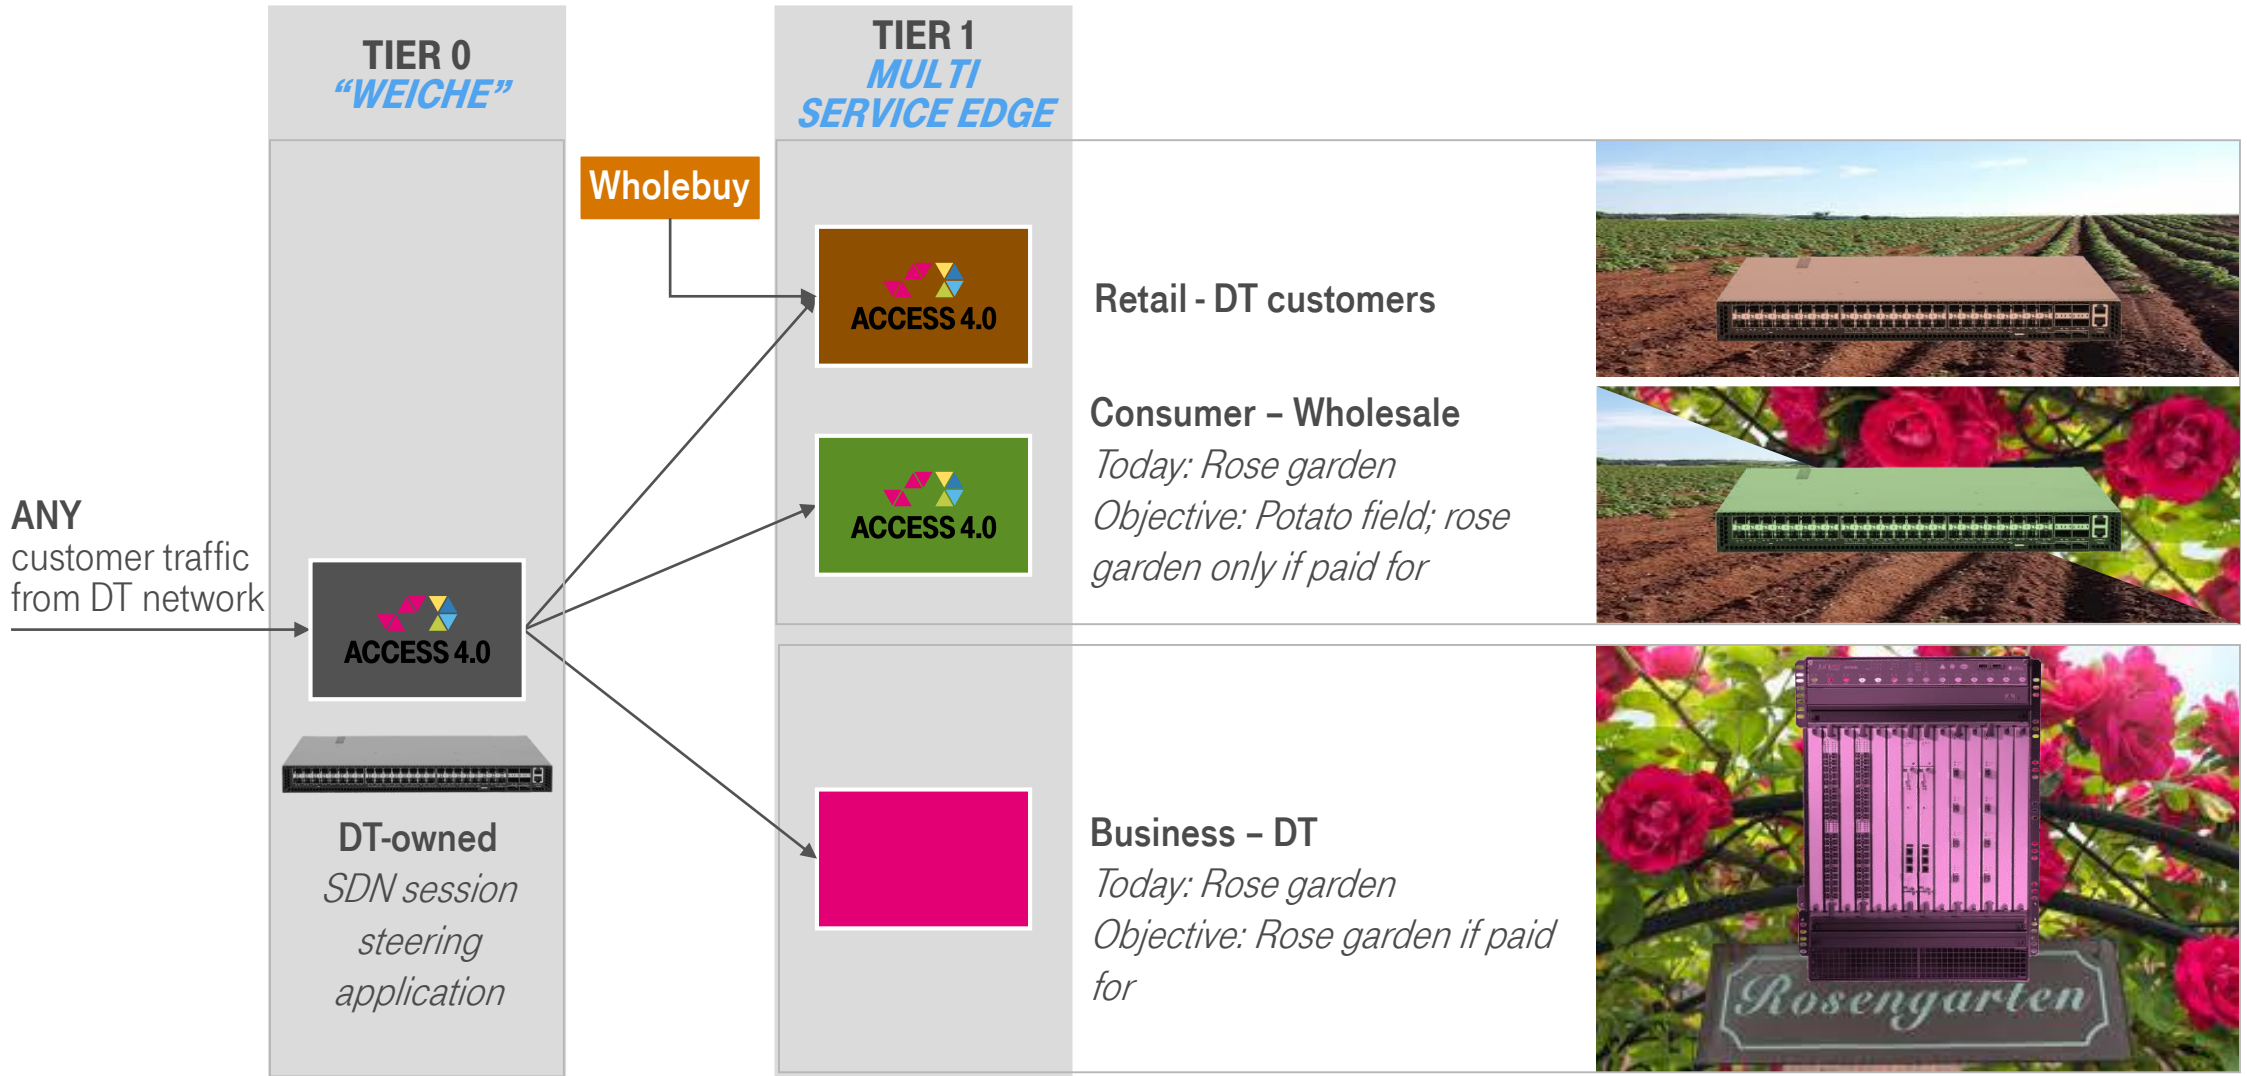 TIER 0
“WEICHE”
TIER 1
MULTI
SERVICE EDGE
Wholebuy
ACCESS 4.0
Retail - DT customers
Consumer – Wholesale
Today: Rose garden
Objective: Potato field; rose
garden only if paid for
ACCESS 4.0
ANY
customer traffic
from DT network
ACCESS 4.0
DT-owned
SDN session
steering
application
Business – DT
Today: Rose garden
Objective: Rose garden if paid
for
Rosengarten